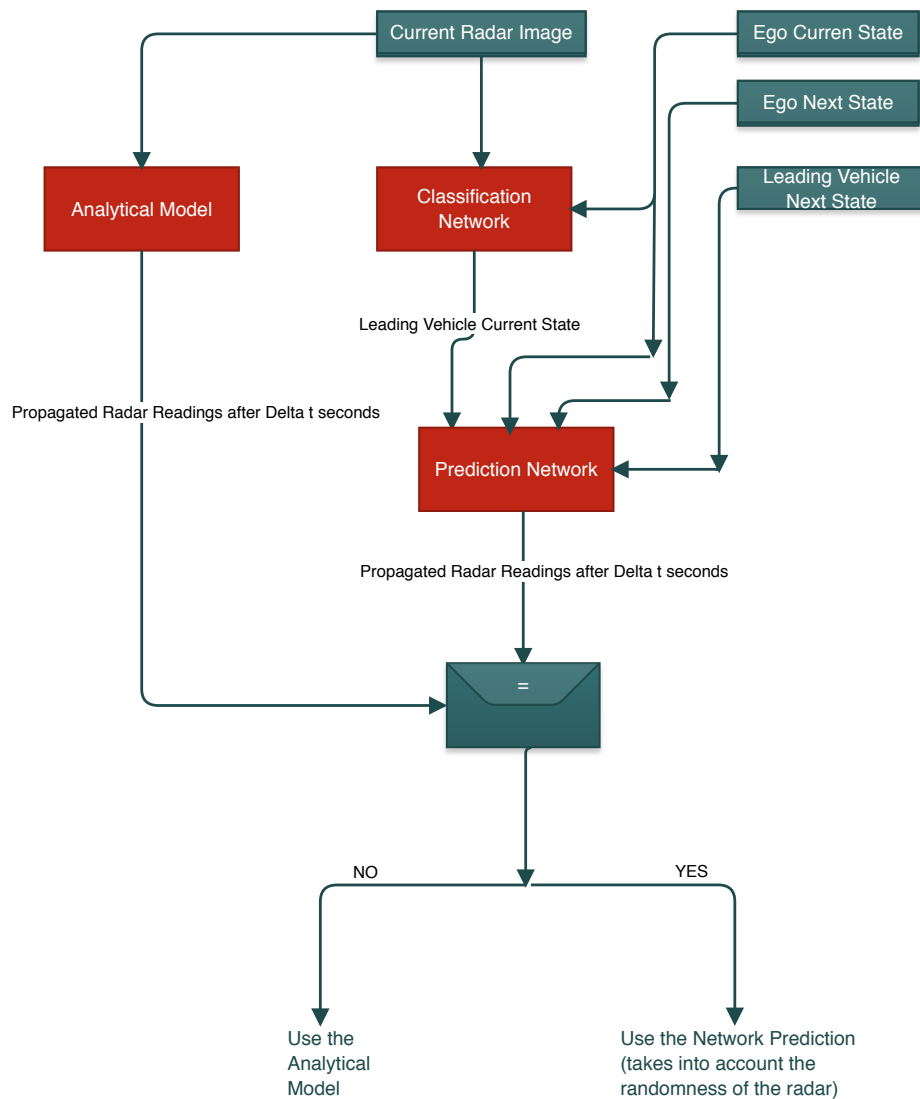 Current Radar Image
Ego Curren State
Ego Next State
Leading Vehicle
Next State
Analytical Model
Classification
Network
Leading Vehicle Current State
Propagated Radar Readings after Delta t seconds
Prediction Network
Propagated Radar Readings after Delta t seconds
=
NO
YES
Use the
Analytical
Model
Use the Network Prediction
(takes into account the
randomness of the radar)